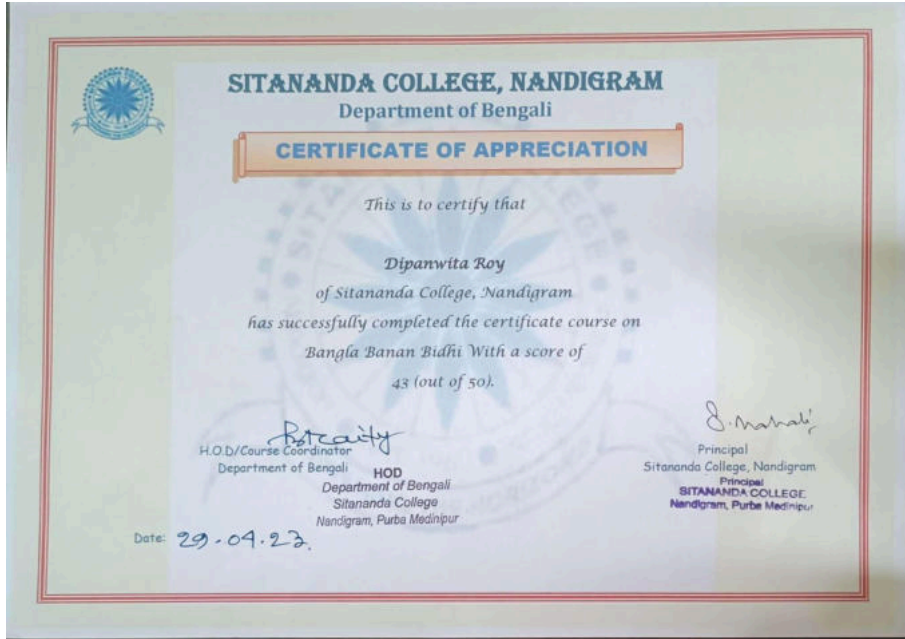 SITANANDA COLLEGE, NANDIGRAM
Department of Bengali
CERTIFICATE OF APPRECIATION
This is to certify that
Dipanwita Roy
of Sitananda College, Nandigram
has successfully completed the certificate course on
Bangla Banan Bidhi With a score of
43 (out of 50).
H.O.D/Course Coordinator
Department of Bengali
HOD
Department of Bengali
Sitananda College
Nandigram, Purba Medinipur
S. Mahali
Principal
Sitananda College, Nandigram
Principal
SITANANDA COLLEGE
Nandigram, Purba Medinipur
Date: 29.04.23.